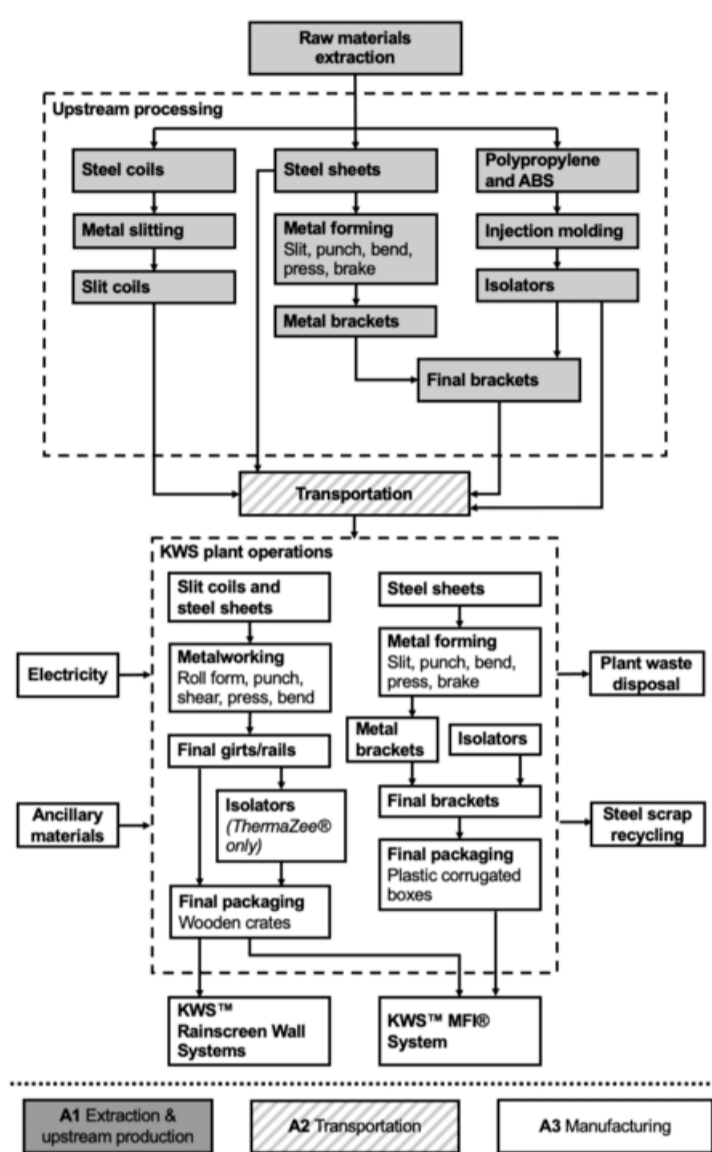 Raw materials
extraction
Upstream processing
Steel coils
Steel sheets
Polypropylene
and ABS
Metal slitting
Metal forming
Slit, punch, bend,
press, brake
Injection molding
Slit coils
Metal brackets
Isolators
Final brackets
Transportation
KWS plant operations
Slit coils and
steel sheets
Steel sheets
Electricity
Metalworking
Roll form, punch,
shear, press, bend
Metal forming
Slit, punch, bend,
press, brake
Plant waste
disposal
Final girts/rails
Metal
brackets
Isolators
Ancillary
materials
Isolators
(ThermaZee®
only)
Final brackets
Steel scrap
recycling
Final packaging
Wooden crates
Final packaging
Plastic corrugated
boxes
KWS™
Rainscreen Wall
Systems
KWS™ MFI®
System
A1 Extraction &
upstream production
A2 Transportation
A3 Manufacturing